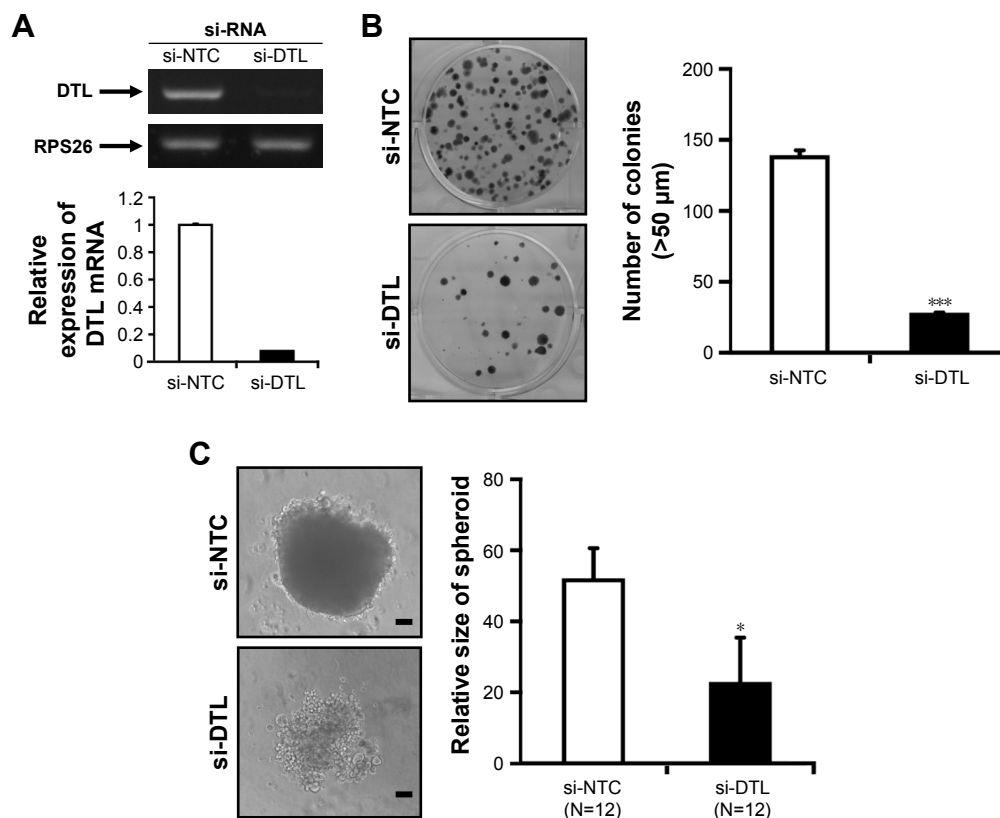 A
si-RNA
si-NTC si-DTL
DTL
RPS26
Relative
expression of
DTL mRNA
1.2
1
0.8
0.6
0.4
0.2
0
si-NTC si-DTL
B
si-NTC
si-DTL
Number of colonies
(>50 µm)
200
150
100
50
0
***
si-NTC si-DTL
C
si-NTC
si-DTL
Relative size of spheroid
80
60
40
20
0
*
si-NTC si-DTL
(N=12) (N=12)